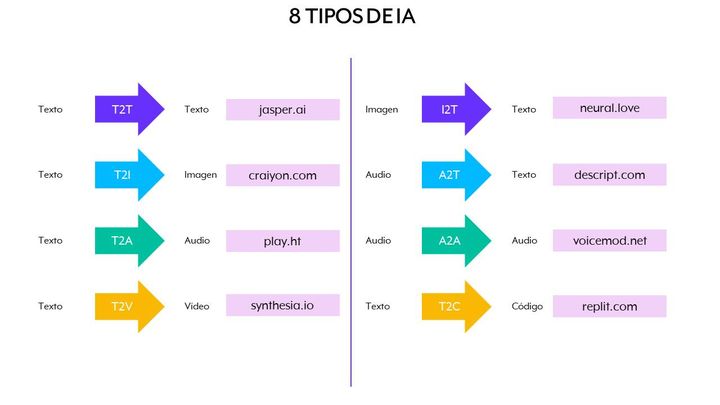 8 TIPOS DE IA
Texto T2T Texto jasper.ai
Texto T2I Imagen craiyon.com
Texto T2A Audio play.ht
Texto T2V Vídeo synthesia.io
Imagen I2T Texto neural.love
Audio A2T Texto descript.com
Audio A2A Audio voicemod.net
Texto T2C Código replit.com